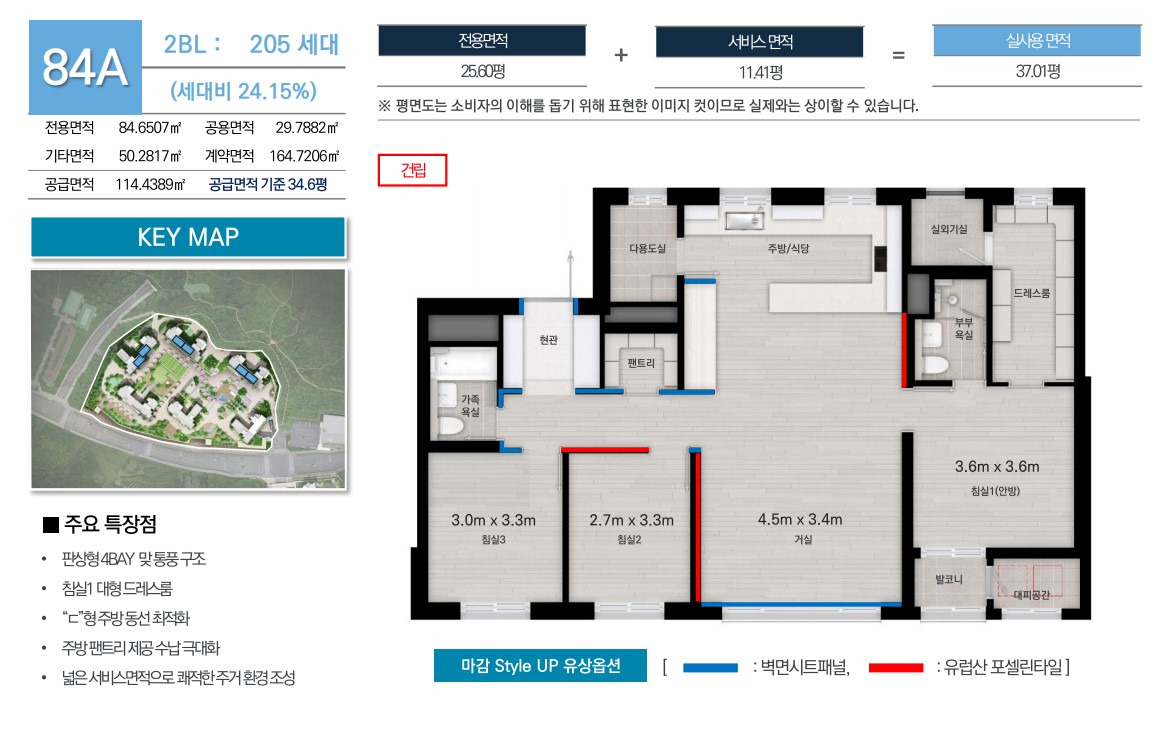 84A
2BL : 205 세대
(세대비 24.15%)
전용면적 84.6507㎡ 공용면적 29.7882㎡
기타면적 50.2817㎡ 계약면적 164.7206㎡
공급면적 114.4389㎡ 공급면적 기준 34.6평
KEY MAP
■ 주요 특장점
• 판상형 4BAY 맞통풍 구조
• 침실1 대형 드레스룸
• “ㄷ”형 주방 동선 최적화
• 주방 팬트리 제공 수납 극대화
• 넓은 서비스면적으로 쾌적한 주거 환경 조성
전용면적 + 서비스 면적 = 실사용 면적
25.60평 11.41평 37.01평
※ 평면도는 소비자의 이해를 돕기 위해 표현한 이미지 컷이므로 실제와는 상이할 수 있습니다.
건립
다용도실
주방/식당
실외기실
드레스룸
부부
욕실
현관
팬트리
가족
욕실
3.0m x 3.3m
침실3
2.7m x 3.3m
침실2
4.5m x 3.4m
거실
3.6m x 3.6m
침실1(안방)
발코니
대피공간
마감 Style UP 유상옵션 [ : 벽면시트패널, : 유럽산 포셀린타일 ]